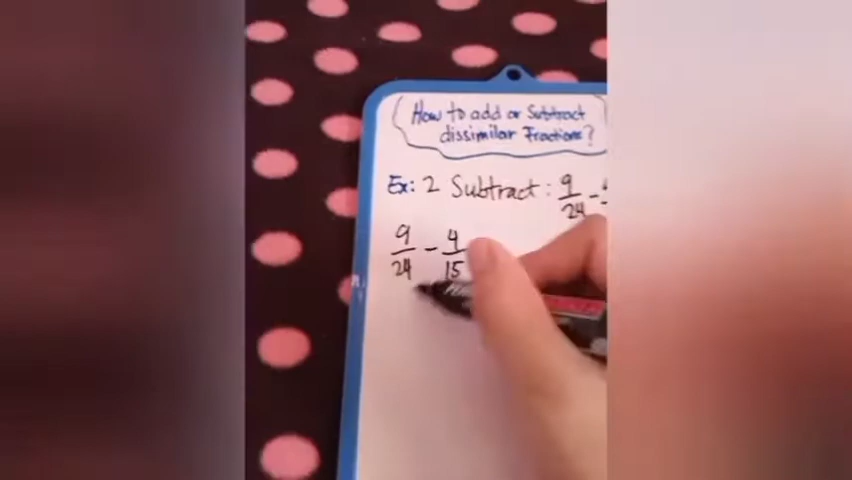 How to add or Subtract
dissimilar Fractions?
Ex: 2 Subtract: 9/24 -
9/24 - 4/15